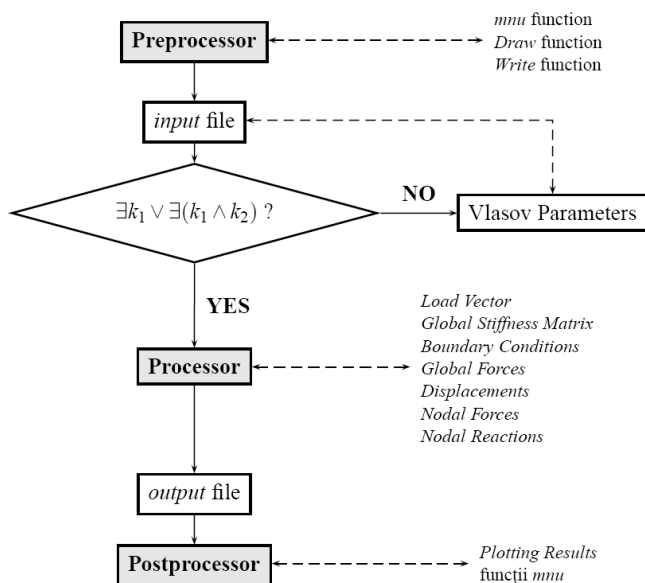 mnu function
Preprocessor
Draw function
Write function
input file
NO
∃k₁ ∨ ∃(k₁ ∧ k₂) ?
Vlasov Parameters
YES
Load Vector
Global Stiffness Matrix
Boundary Conditions
Processor
Global Forces
Displacements
Nodal Forces
Nodal Reactions
output file
Postprocessor
Plotting Results
funcții mnu